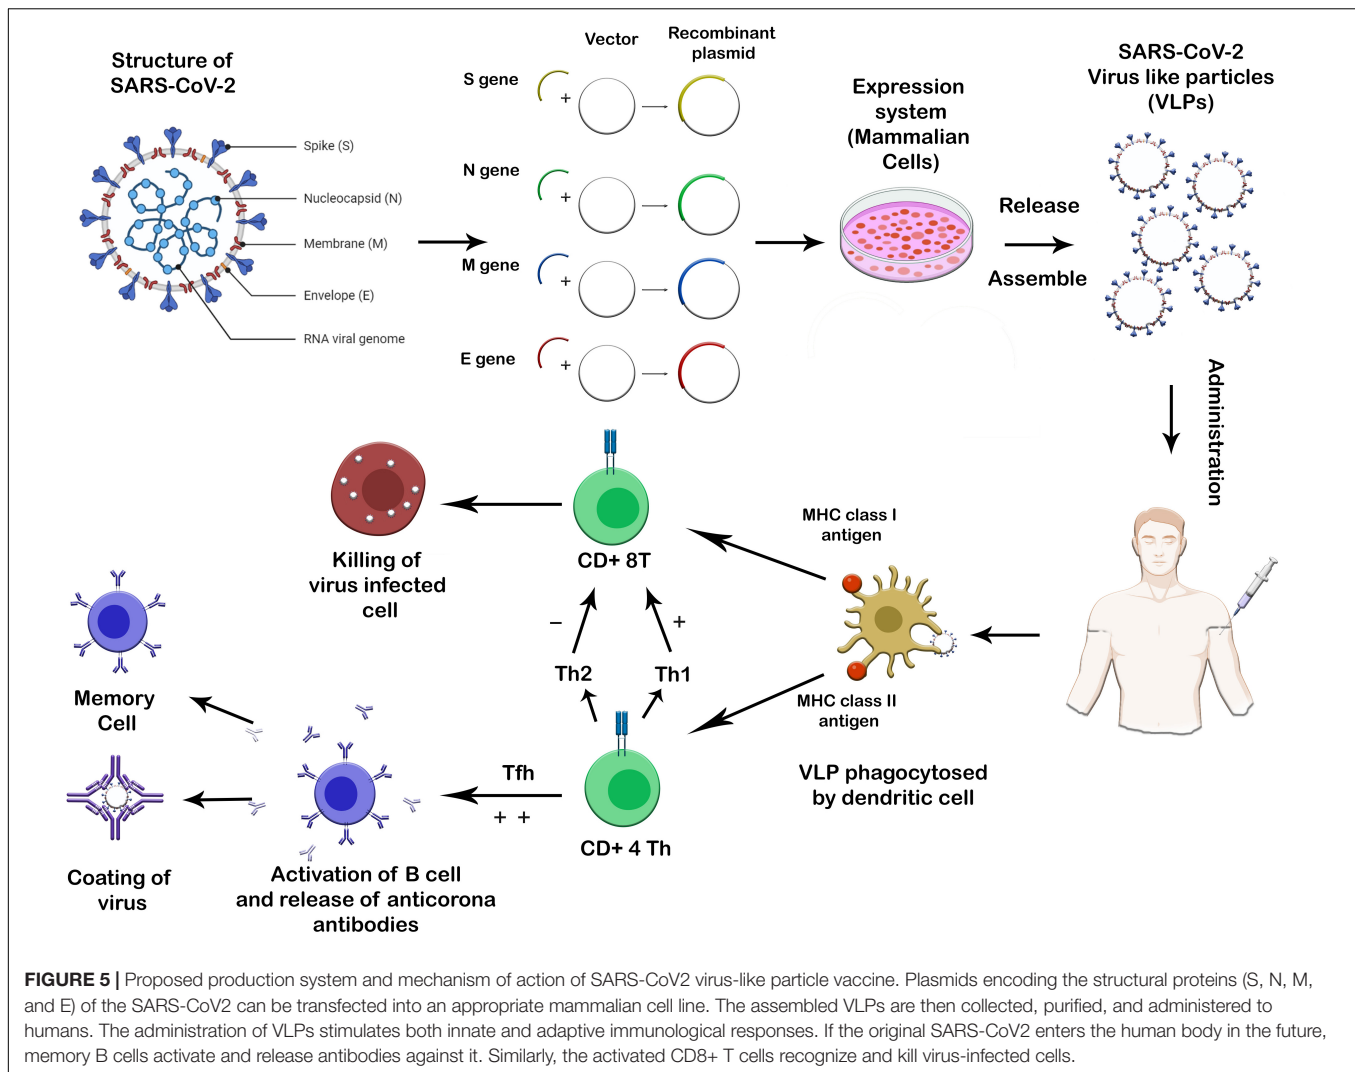 Structure of
SARS-CoV-2
Spike (S)
Nucleocapsid (N)
Membrane (M)
Envelope (E)
RNA viral genome
Vector
Recombinant
plasmid
S gene
+
N gene
+
M gene
+
E gene
+
Expression
system
(Mammalian
Cells)
Release
Assemble
SARS-CoV-2
Virus like particles
(VLPs)
Administration
MHC class I
antigen
MHC class II
antigen
VLP phagocytosed
by dendritic cell
CD+ 8T
Killing of
virus infected
cell
–
+
Th2
Th1
CD+ 4 Th
Tfh
+ +
Activation of B cell
and release of anticorona
antibodies
Memory
Cell
Coating of
virus
FIGURE 5 | Proposed production system and mechanism of action of SARS-CoV2 virus-like particle vaccine. Plasmids encoding the structural proteins (S, N, M,
and E) of the SARS-CoV2 can be transfected into an appropriate mammalian cell line. The assembled VLPs are then collected, purified, and administered to
humans. The administration of VLPs stimulates both innate and adaptive immunological responses. If the original SARS-CoV2 enters the human body in the future,
memory B cells activate and release antibodies against it. Similarly, the activated CD8+ T cells recognize and kill virus-infected cells.